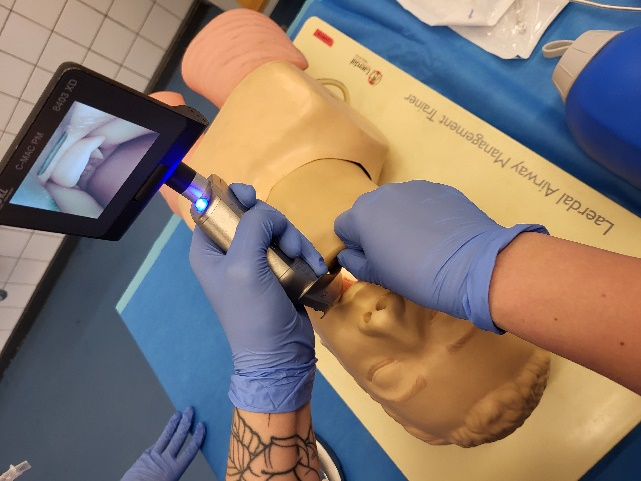 C-MAC PM
8403 XD
Laerdal
Laerdal Airway Management Trainer